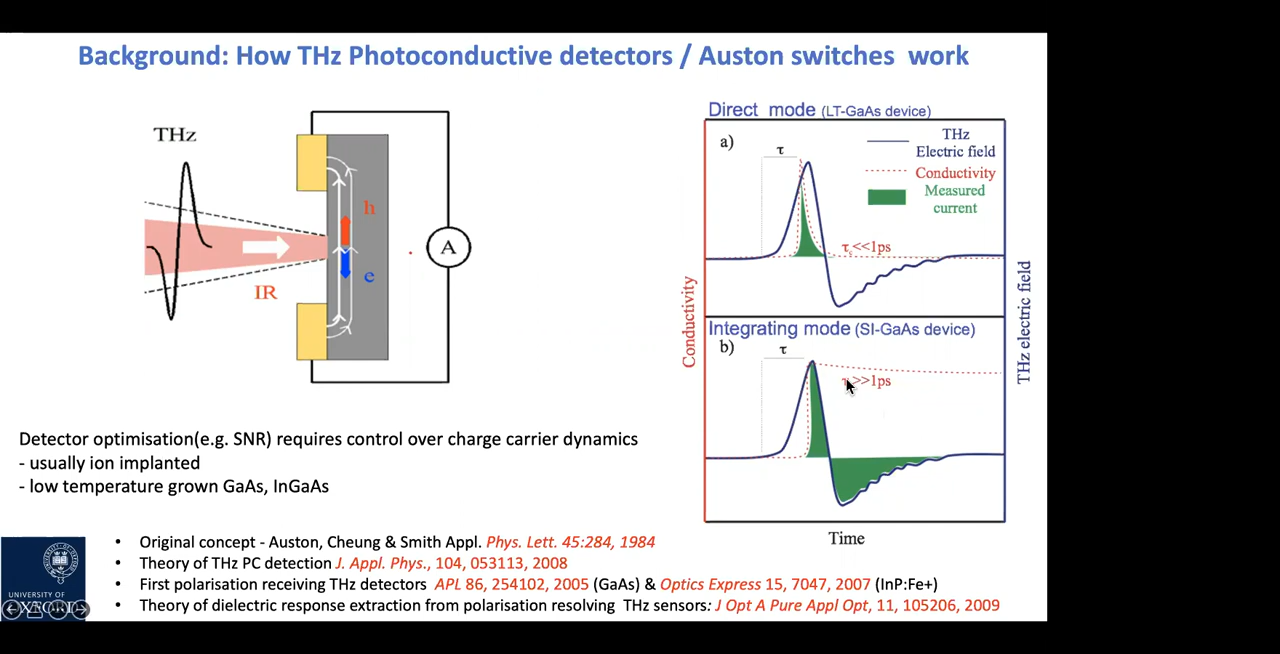 Background: How THz Photoconductive detectors / Auston switches work
THz
IR
h
e
A
Direct mode (LT-GaAs device)
a)
τ
THz
Electric field
Conductivity
Measured
current
τc<<1ps
Integrating mode (SI-GaAs device)
b)
τ
>>1ps
Conductivity
THz electric field
Time
Detector optimisation(e.g. SNR) requires control over charge carrier dynamics
- usually ion implanted
- low temperature grown GaAs, InGaAs
• Original concept - Auston, Cheung & Smith Appl. Phys. Lett. 45:284, 1984
• Theory of THz PC detection J. Appl. Phys., 104, 053113, 2008
• First polarisation receiving THz detectors APL 86, 254102, 2005 (GaAs) & Optics Express 15, 7047, 2007 (InP:Fe+)
• Theory of dielectric response extraction from polarisation resolving THz sensors: J Opt A Pure Appl Opt, 11, 105206, 2009
UNIVERSITY OF